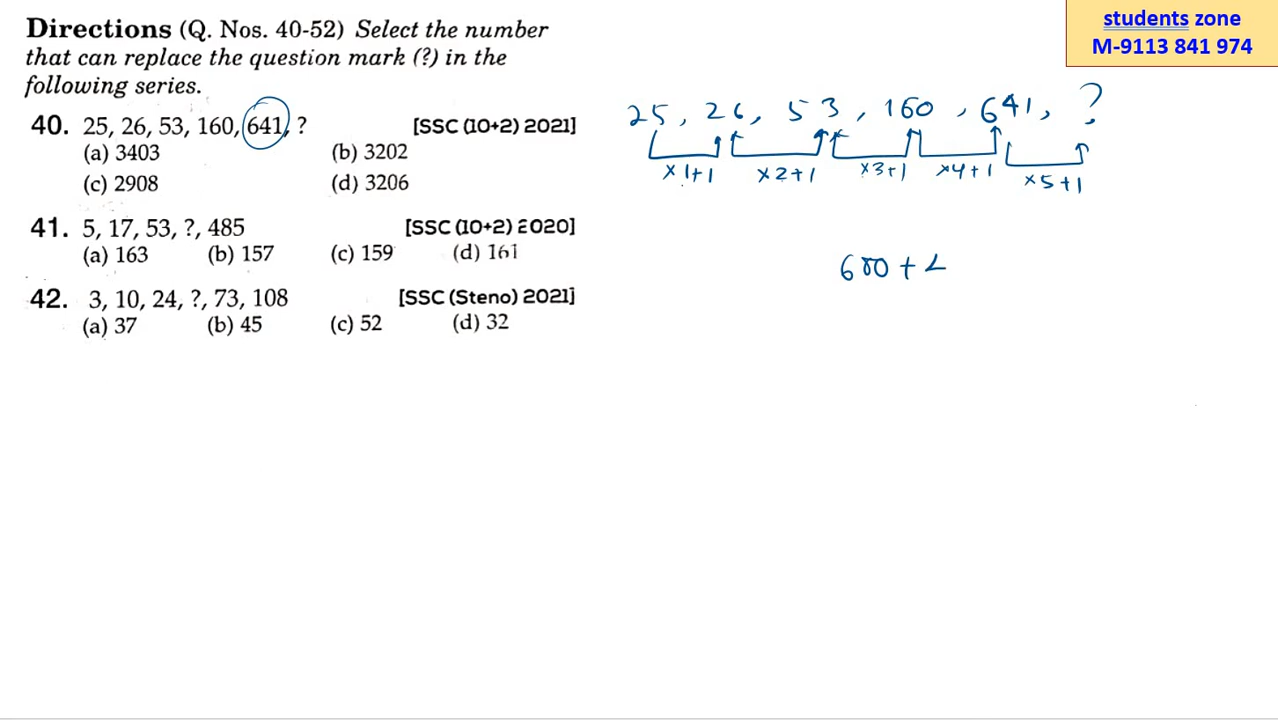 students zone
M-9113 841 974
Directions (Q. Nos. 40-52) Select the number
that can replace the question mark (?) in the
following series.
40. 25, 26, 53, 160, 641, ? [SSC (10+2) 2021]
(a) 3403 (b) 3202
(c) 2908 (d) 3206
41. 5, 17, 53, ?, 485 [SSC (10+2) 2020]
(a) 163 (b) 157 (c) 159 (d) 161
42. 3, 10, 24, ?, 73, 108 [SSC (Steno) 2021]
(a) 37 (b) 45 (c) 52 (d) 32
25, 26, 53, 160, 641, ?
×1+1 ×2+1 ×3+1 ×4+1 ×5+1
600+